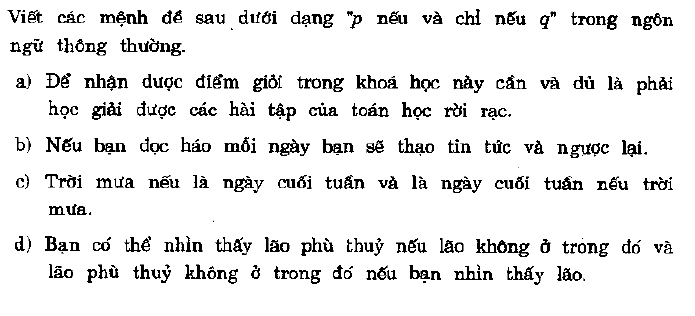 Viết các mệnh đề sau dưới dạng "p nếu và chỉ nếu q" trong ngôn
ngữ thông thường.
a) Để nhận dược điểm giỏi trong khoá học này cần và dủ là phải
học giải được các hài tập của toán học rời rạc.
b) Nếu bạn dọc háo mỗi ngày bạn sẽ thạo tin tức và ngược lại.
c) Trời mưa nếu là ngày cuối tuần và là ngày cuối tuần nếu trời
mưa.
d) Bạn có thể nhìn thấy lão phù thuỷ nếu lão không ở trong dó và
lão phù thuỷ không ở trong đó nếu bạn nhìn thấy lão.